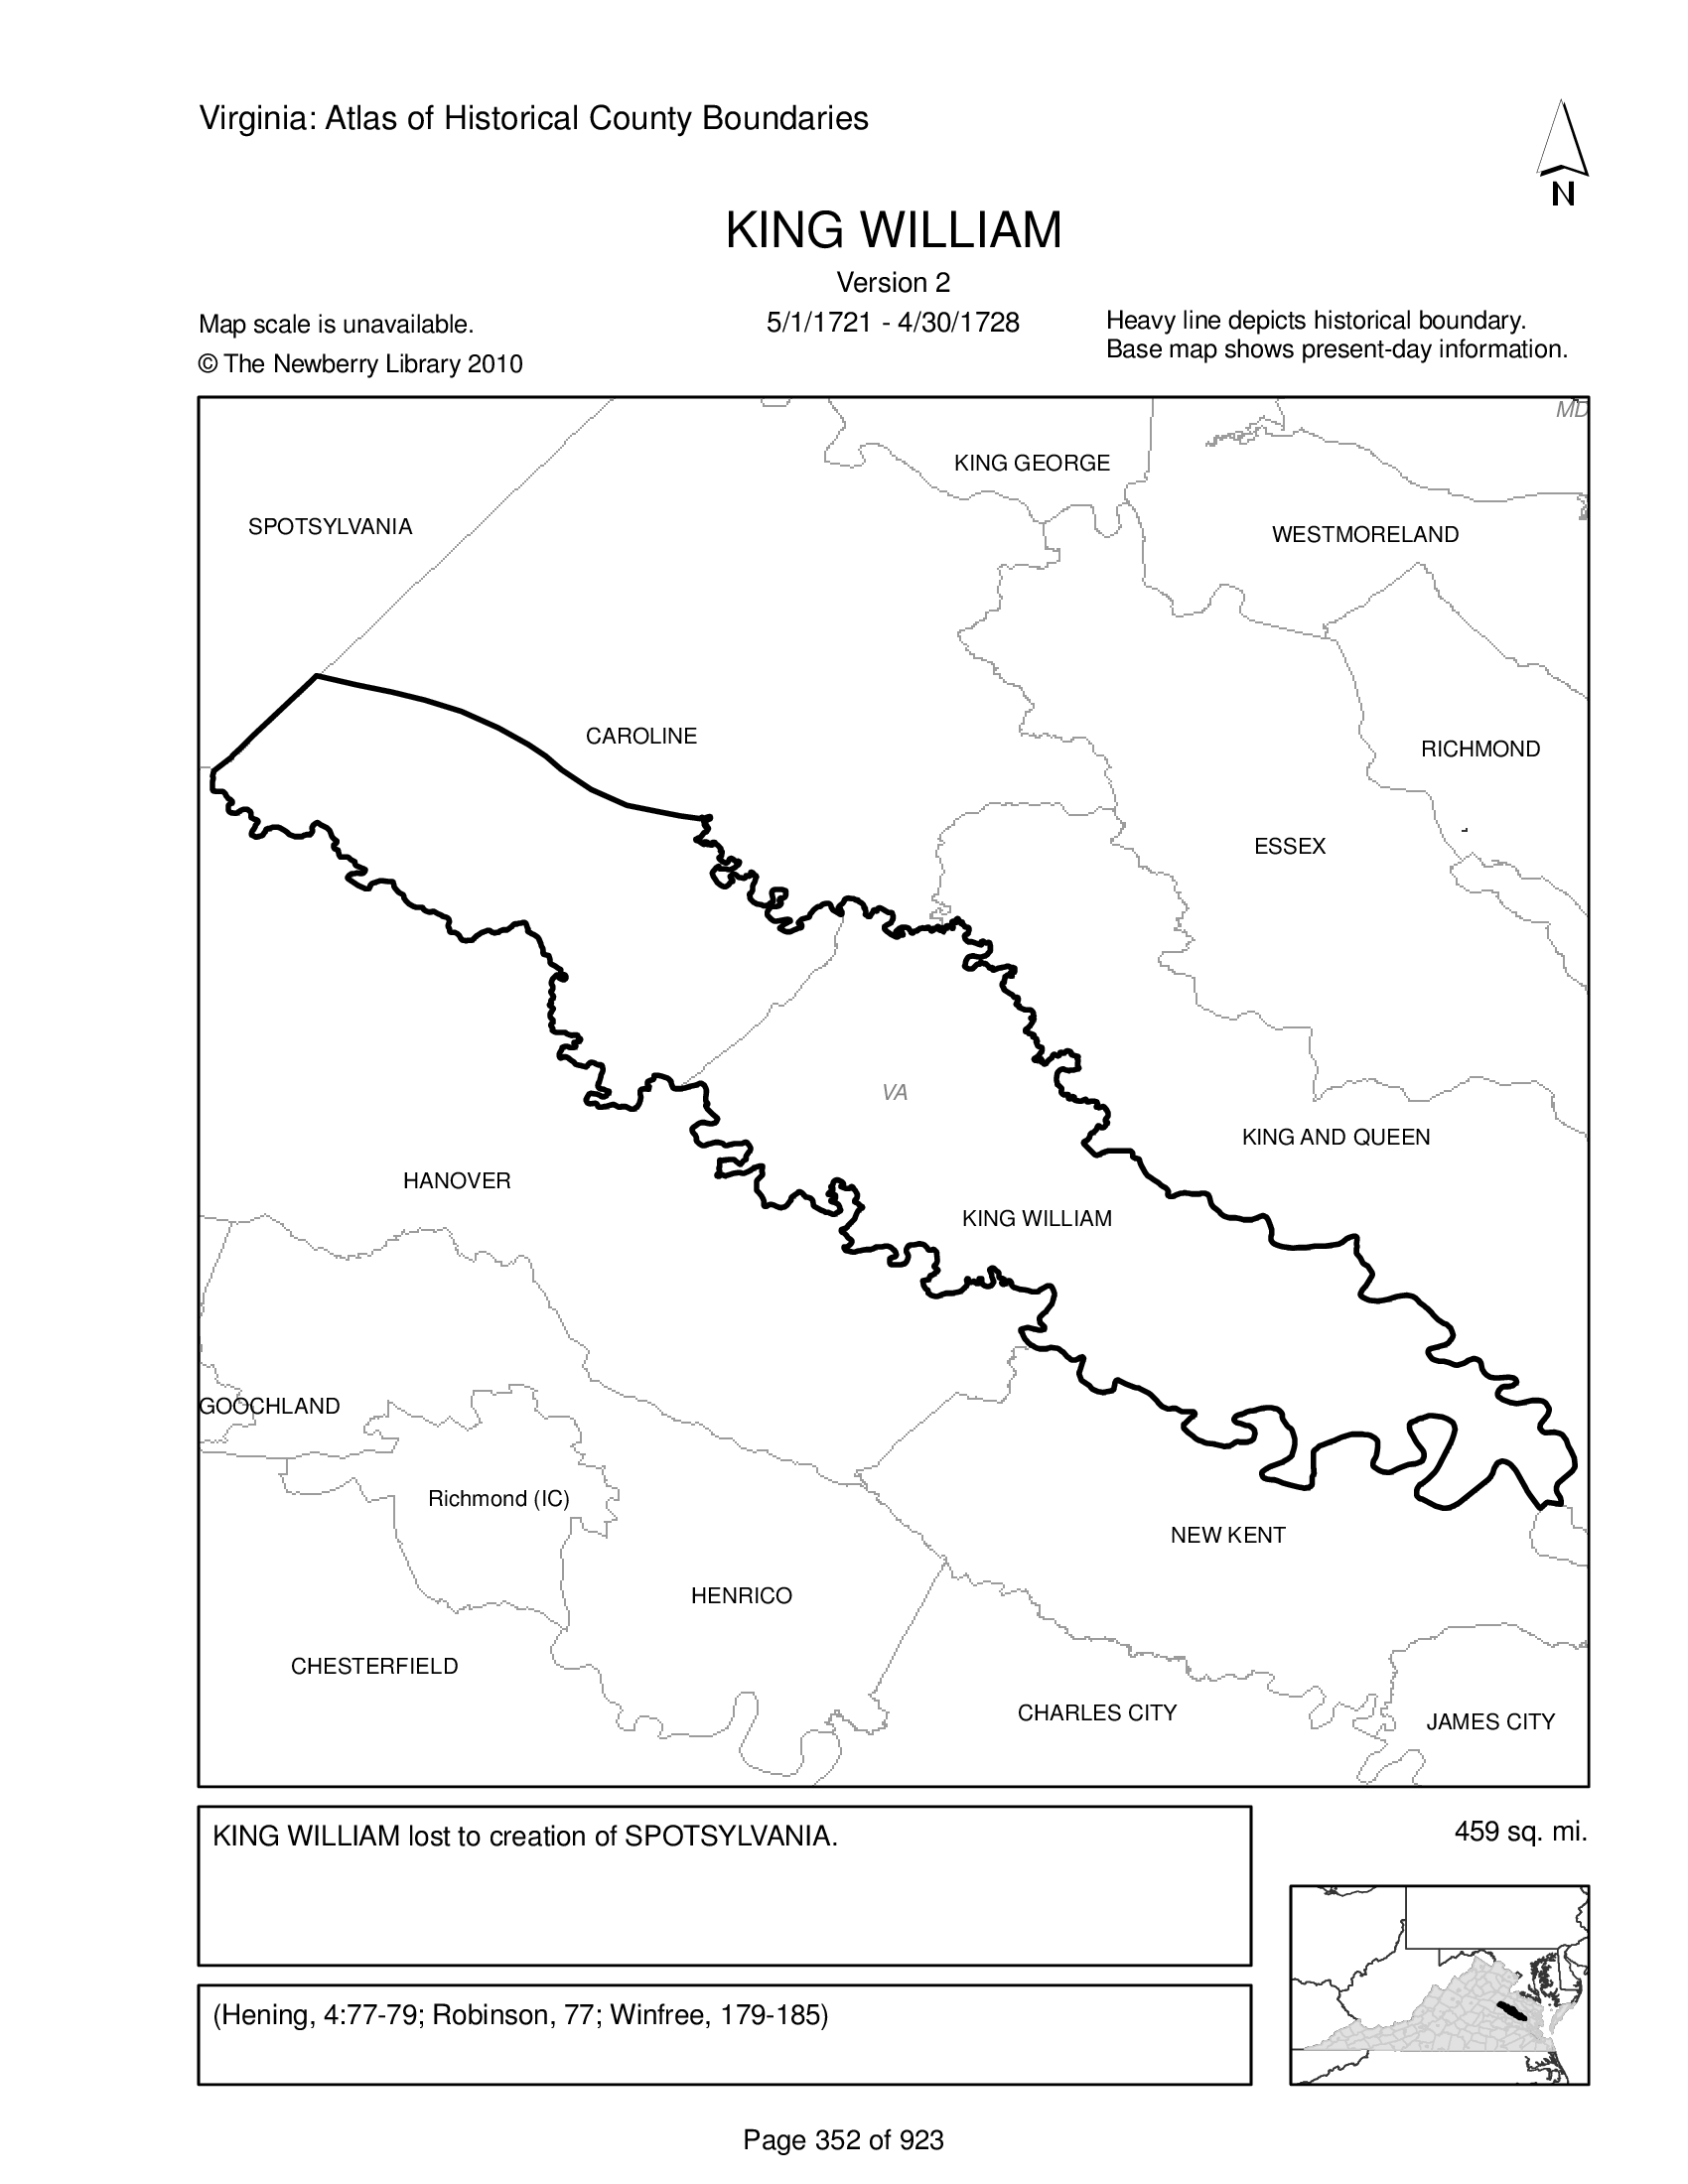 Virginia: Atlas of Historical County Boundaries
N
KING WILLIAM
Version 2
5/1/1721 - 4/30/1728
Map scale is unavailable.
© The Newberry Library 2010
Heavy line depicts historical boundary.
Base map shows present-day information.
MD
KING GEORGE
SPOTSYLVANIA
WESTMORELAND
CAROLINE
RICHMOND
ESSEX
VA
KING AND QUEEN
HANOVER
KING WILLIAM
GOOCHLAND
Richmond (IC)
NEW KENT
HENRICO
CHESTERFIELD
CHARLES CITY
JAMES CITY
KING WILLIAM lost to creation of SPOTSYLVANIA.
459 sq. mi.
(Hening, 4:77-79; Robinson, 77; Winfree, 179-185)
Page 352 of 923